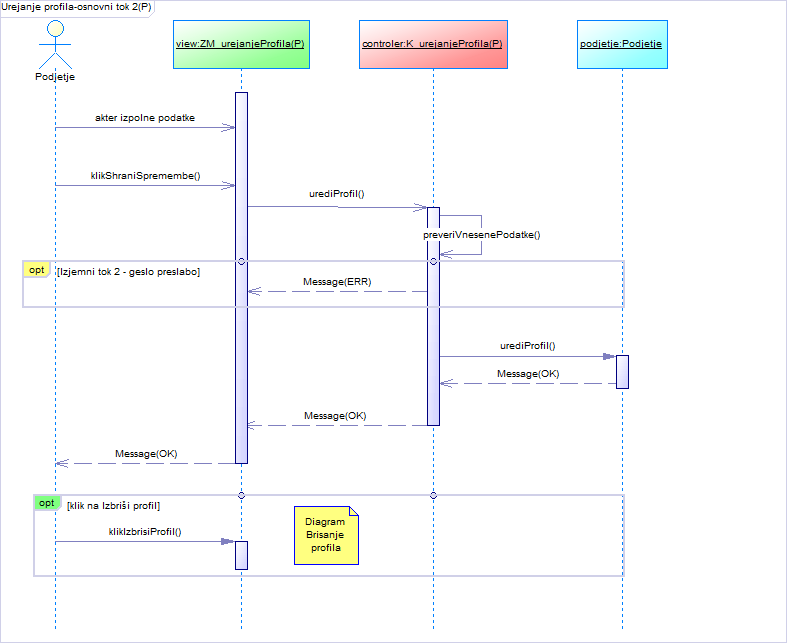 Urejanje profila-osnovni tok 2(P)
Podjetje
view:ZM_urejanjeProfila(P)
controler:K_urejanjeProfila(P)
podjetje:Podjetje
akter izpolne podatke
klikShraniSpremembe()
urediProfil()
preveriVnesenePodatke()
opt
[Izjemni tok 2 - geslo preslabo]
Message(ERR)
urediProfil()
Message(OK)
Message(OK)
Message(OK)
opt
[klik na Izbriši profil]
klikIzbrisiProfil()
Diagram
Brisanje
profila